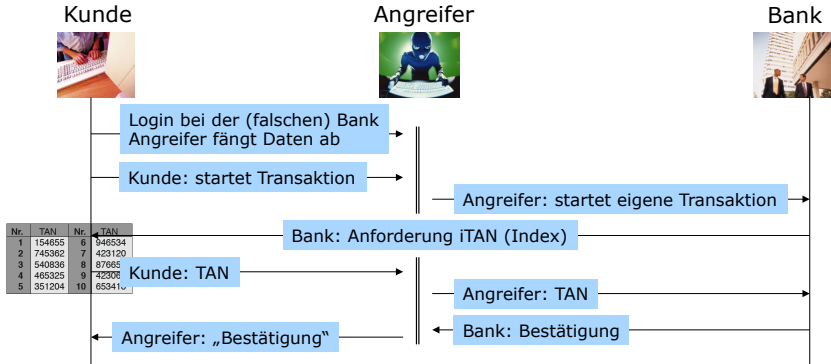 Kunde
Angreifer
Bank
Login bei der (falschen) Bank
Angreifer fängt Daten ab
Kunde: startet Transaktion
Angreifer: startet eigene Transaktion
Bank: Anforderung iTAN (Index)
Nr. TAN Nr. TAN
1 154655 6 946534
2 745362 7 423120
3 540836 8
4 465325 9
5 351204 10
Kunde: TAN
Angreifer: TAN
Bank: Bestätigung
Angreifer: „Bestätigung“